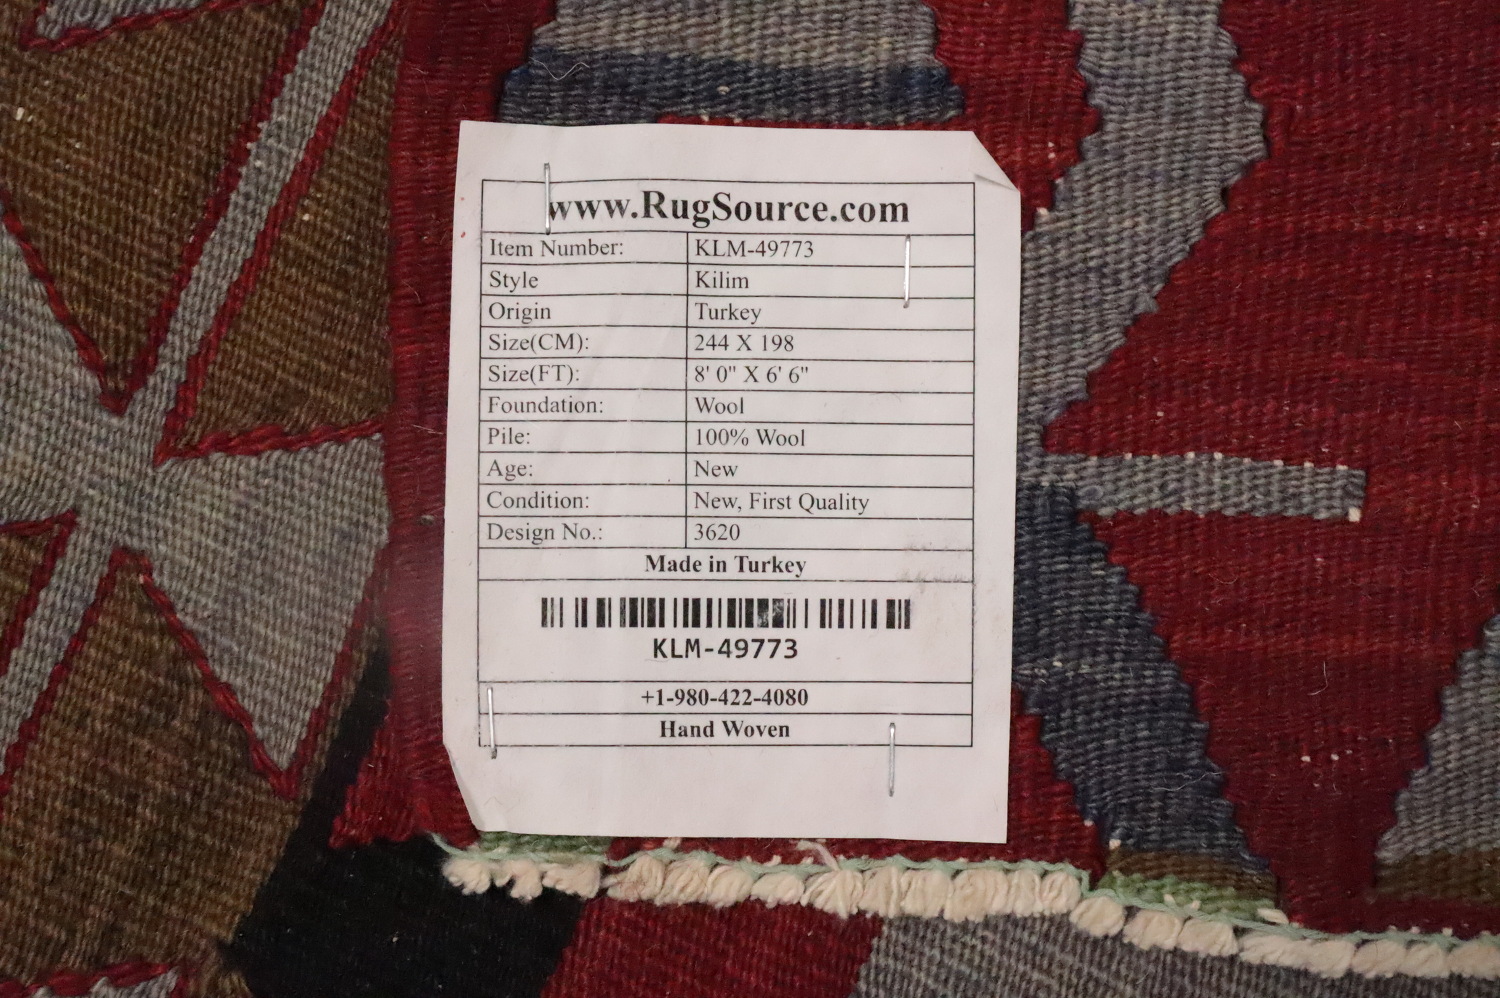 www.RugSource.com
Item Number: KLM-49773
Style Kilim
Origin Turkey
Size(CM): 244 X 198
Size(FT): 8' 0" X 6' 6"
Foundation: Wool
Pile: 100% Wool
Age: New
Condition: New, First Quality
Design No.: 3620
Made in Turkey
KLM-49773
+1-980-422-4080
Hand Woven